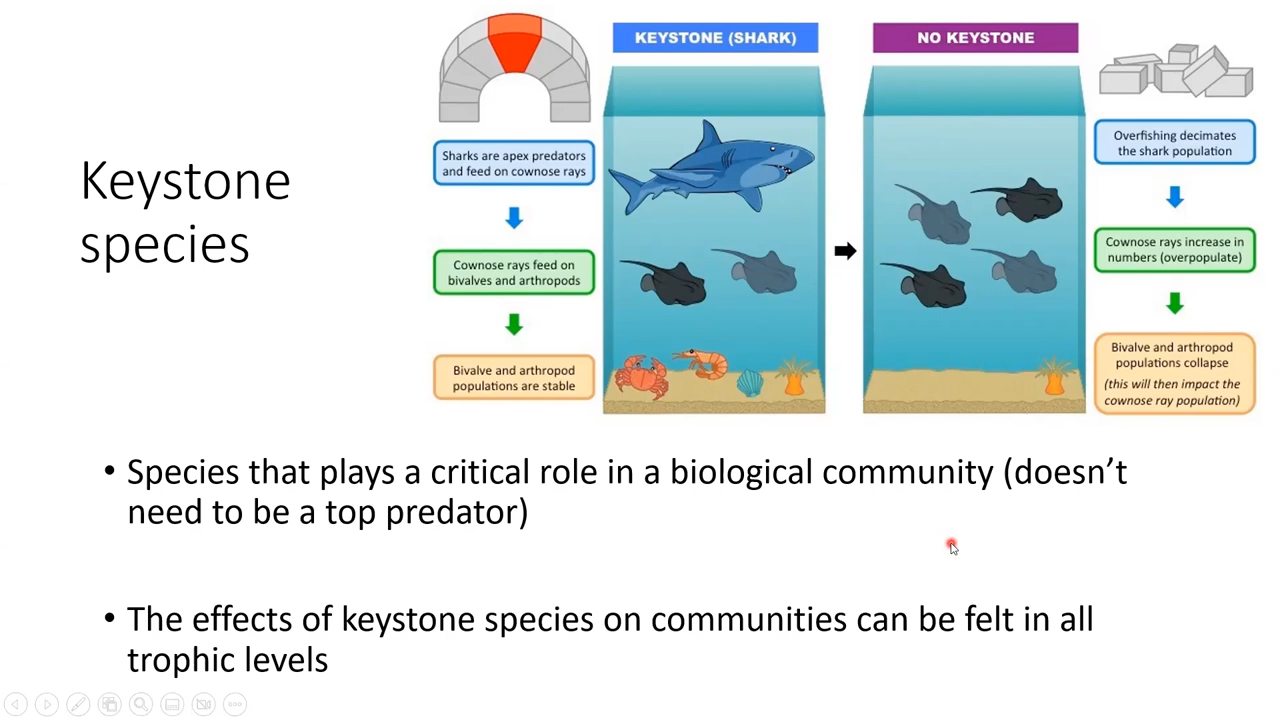 Keystone
species
KEYSTONE (SHARK)
Sharks are apex predators
and feed on cownose rays
Cownose rays feed on
bivalves and arthropods
Bivalve and arthropod
populations are stable
NO KEYSTONE
Overfishing decimates
the shark population
Cownose rays increase in
numbers (overpopulate)
Bivalve and arthropod
populations collapse
(this will then impact the
cownose ray population)
• Species that plays a critical role in a biological community (doesn’t
need to be a top predator)
• The effects of keystone species on communities can be felt in all
trophic levels